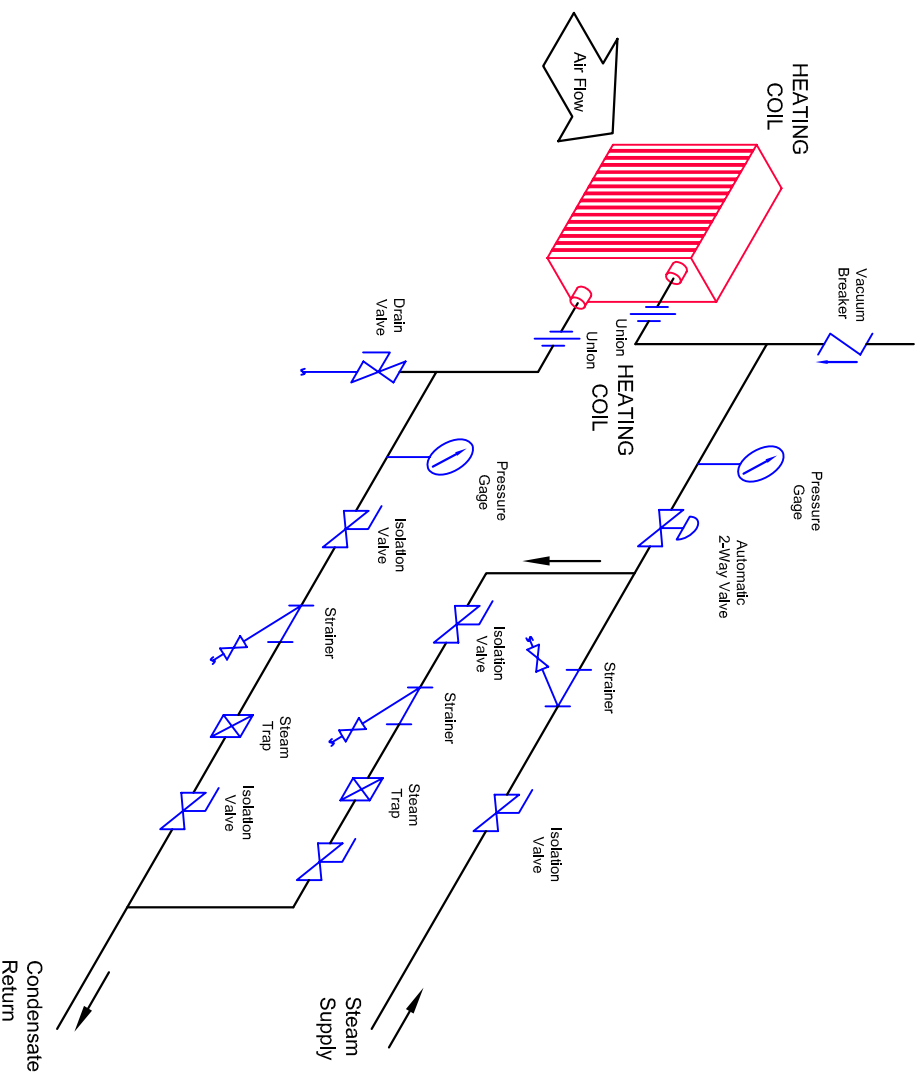 HEATING
COIL
Air Flow
Vacuum
Breaker
Union
Union
HEATING
COIL
Drain
Valve
Pressure
Gage
Pressure
Gage
Automatic
2-Way Valve
Isolation
Valve
Strainer
Isolation
Valve
Strainer
Strainer
Steam
Trap
Steam
Trap
Isolation
Valve
Isolation
Valve
Steam
Supply
Condensate
Return